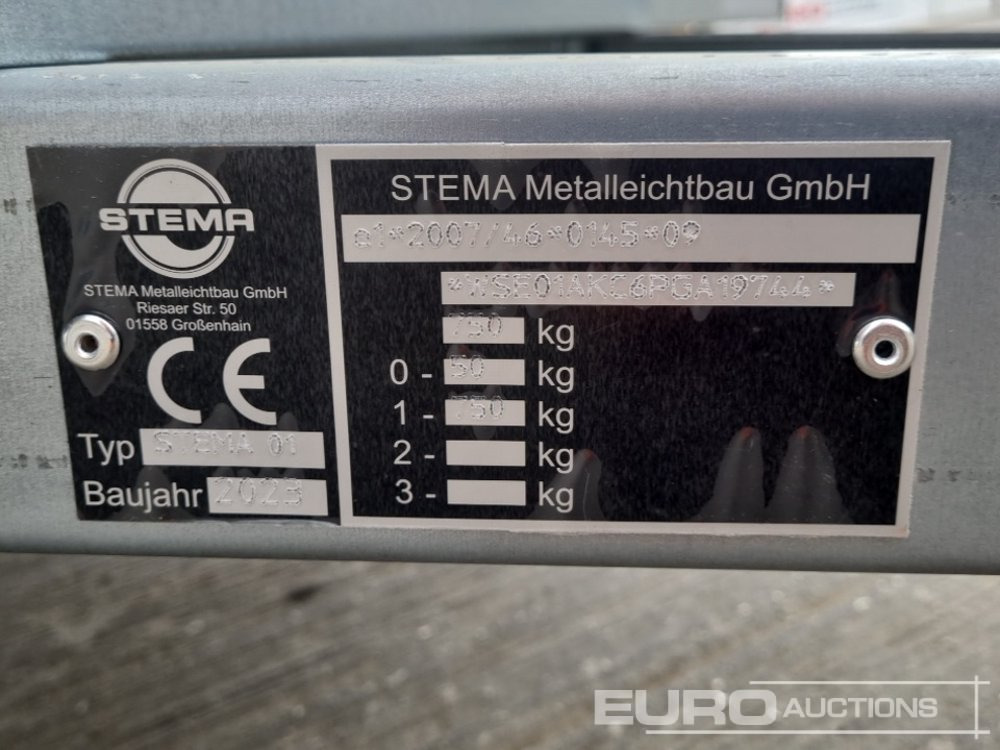 STEMA
STEMA Metalleichtbau GmbH
Riesaer Str. 50
01558 Großenhain
CE
Typ STEMA 01
Baujahr 2023
STEMA Metalleichtbau GmbH
e1*2007/46*0145*09
*WSE01AKC6PGA19744*
750 kg
0 - 50 kg
1 - 750 kg
2 - kg
3 - kg
EURO AUCTIONS